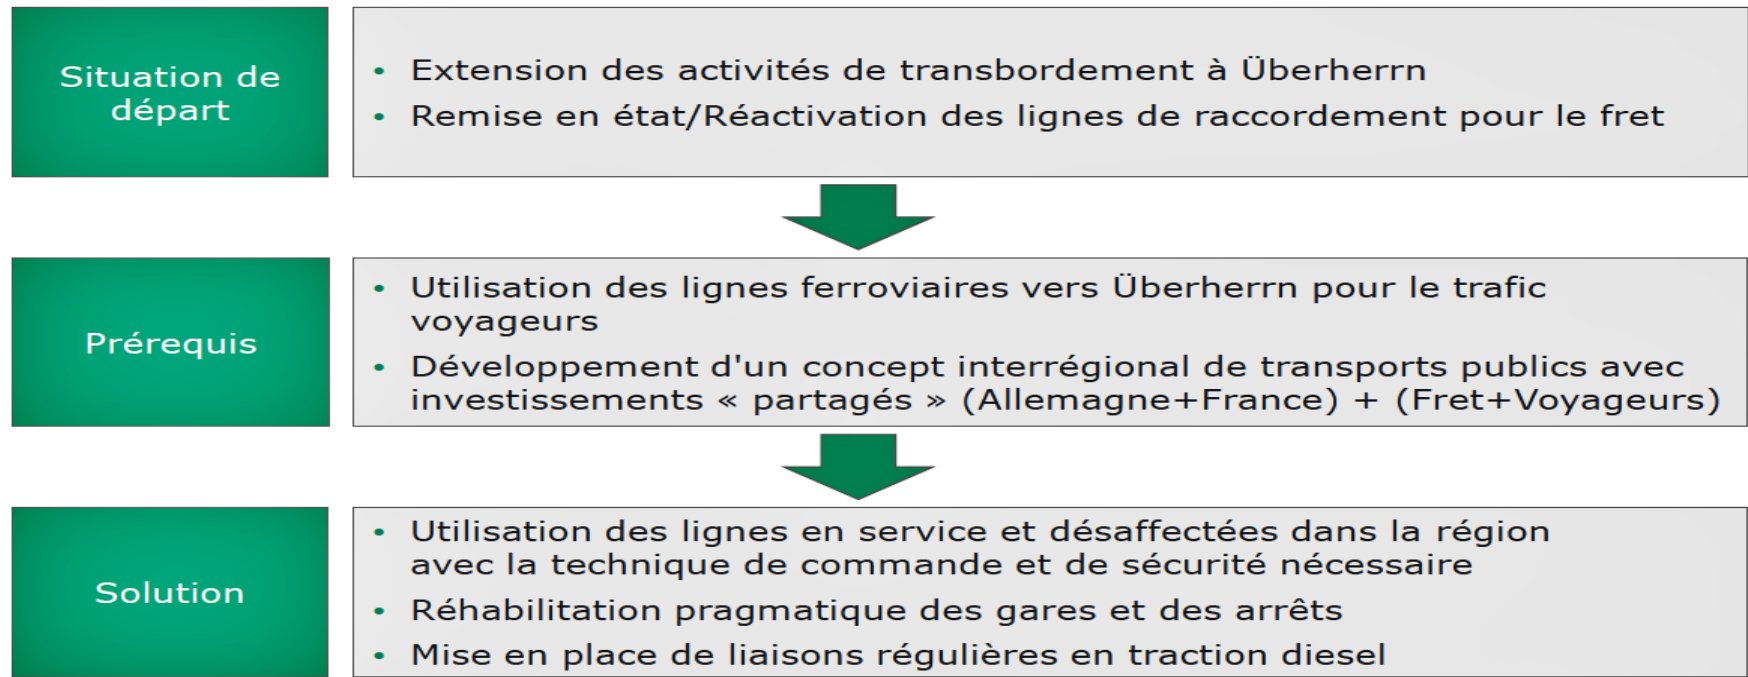 Situation de
départ
• Extension des activités de transbordement à Überherrn
• Remise en état/Réactivation des lignes de raccordement pour le fret
Prérequis
• Utilisation des lignes ferroviaires vers Überherrn pour le trafic
voyageurs
• Développement d'un concept interrégional de transports publics avec
investissements « partagés » (Allemagne+France) + (Fret+Voyageurs)
Solution
• Utilisation des lignes en service et désaffectées dans la région
avec la technique de commande et de sécurité nécessaire
• Réhabilitation pragmatique des gares et des arrêts
• Mise en place de liaisons régulières en traction diesel